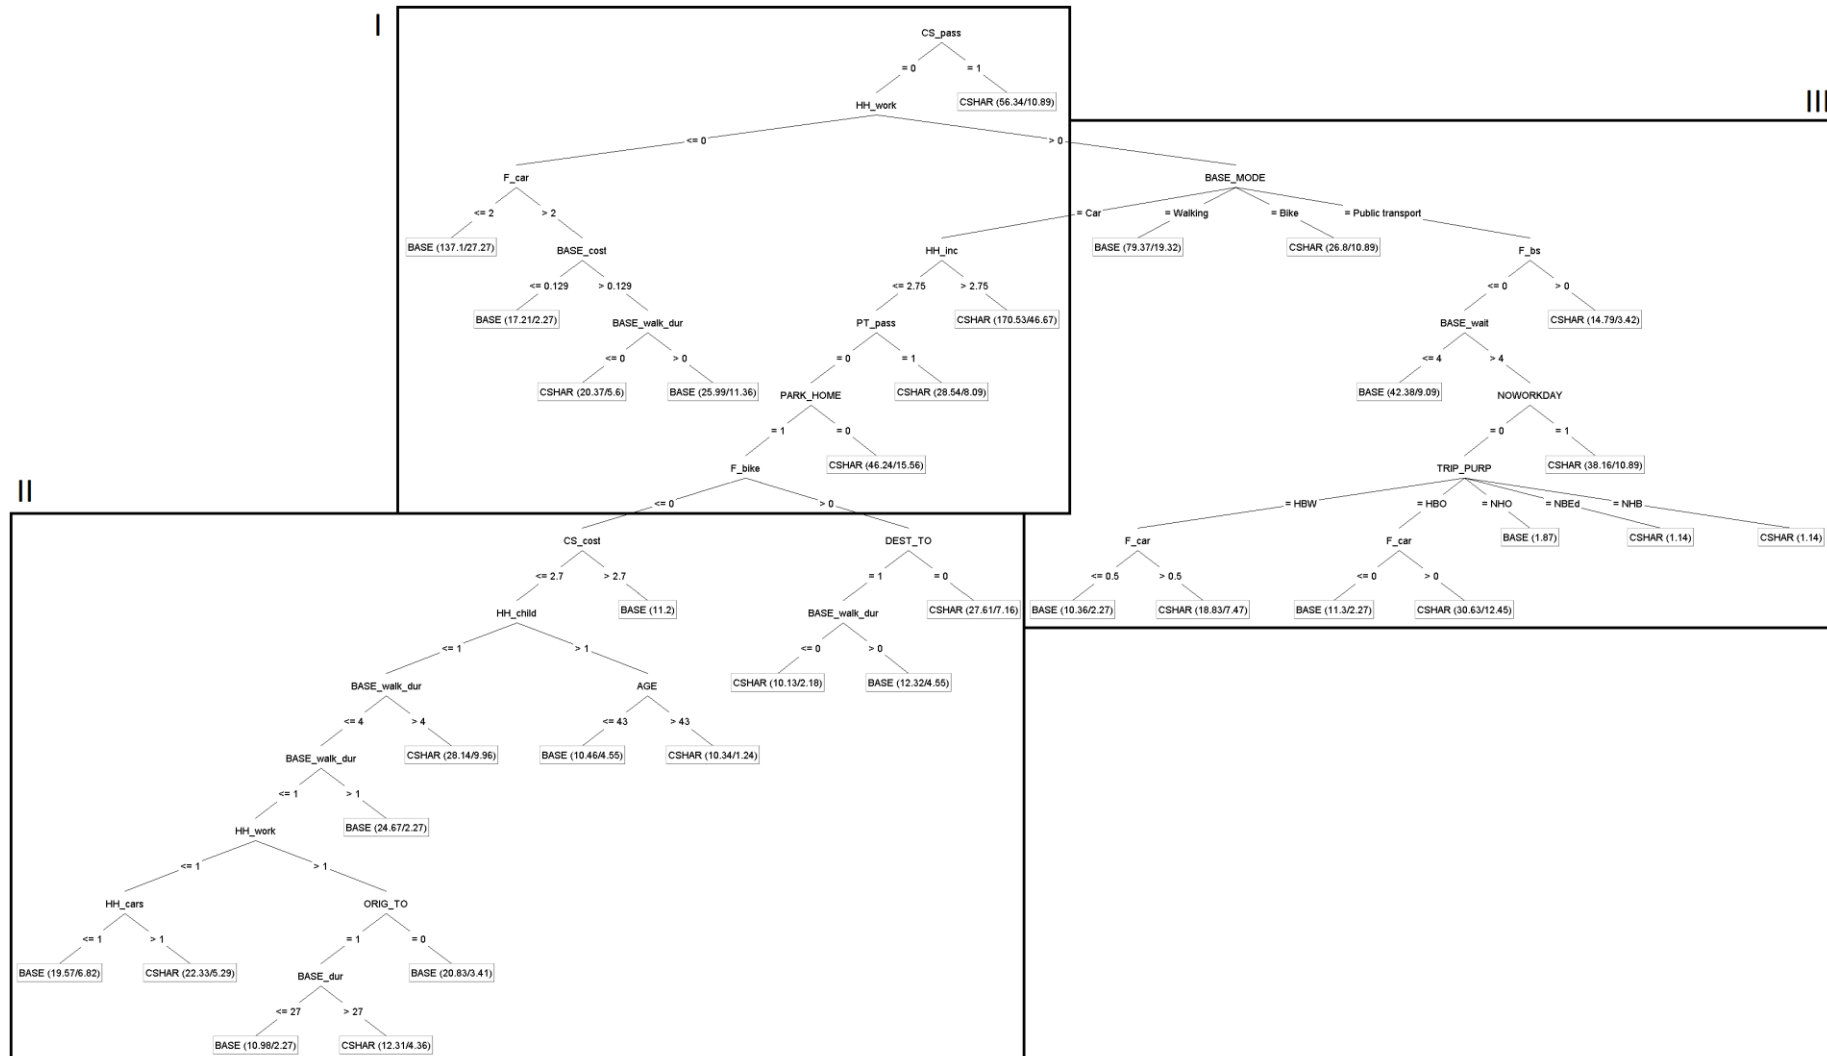 I
CS_pass
= 0 = 1
CSHAR (56.34/10.89)
III
HH_work
<= 0 > 0
F_car BASE_MODE
<= 2 > 2 = Car = Walking = Bike = Public transport
BASE (137.1/27.27) BASE_cost HH_inc BASE (79.37/19.32) CSHAR (26.8/10.89) F_bs
<= 0.129 > 0.129 <= 2.75 > 2.75 <= 0 > 0
BASE (17.21/2.27) BASE_walk_dur PT_pass CSHAR (170.53/46.67) BASE_wait CSHAR (14.79/3.42)
<= 0 > 0 = 0 = 1 <= 4 > 4
CSHAR (20.37/5.6) BASE (25.99/11.36) PARK_HOME CSHAR (28.54/8.09) BASE (42.38/9.09) NOWORKDAY
= 1 = 0 = 0 = 1
F_bike CSHAR (46.24/15.56) TRIP_PURP CSHAR (38.16/10.89)
II
<= 0 > 0 = HBW = HBO = NHO = NBEd = NHB
CS_cost DEST_TO F_car F_car BASE (1.87) CSHAR (1.14) CSHAR (1.14)
<= 2.7 > 2.7 = 1 = 0 <= 0.5 > 0.5 <= 0 > 0
HH_child BASE (11.2) BASE_walk_dur CSHAR (27.61/7.16) BASE (10.36/2.27) CSHAR (18.83/7.47) BASE (11.3/2.27) CSHAR (30.63/12.45)
<= 1 > 1 <= 0 > 0
BASE_walk_dur AGE CSHAR (10.13/2.18) BASE (12.32/4.55)
<= 4 > 4 <= 43 > 43
BASE_walk_dur CSHAR (28.14/9.96) BASE (10.46/4.55) CSHAR (10.34/1.24)
<= 1 > 1
HH_work BASE (24.67/2.27)
<= 1 > 1
HH_cars ORIG_TO
<= 1 > 1 = 1 = 0
BASE (19.57/6.82) CSHAR (22.33/5.29) BASE_dur BASE (20.83/3.41)
<= 27 > 27
BASE (10.98/2.27) CSHAR (12.31/4.36)